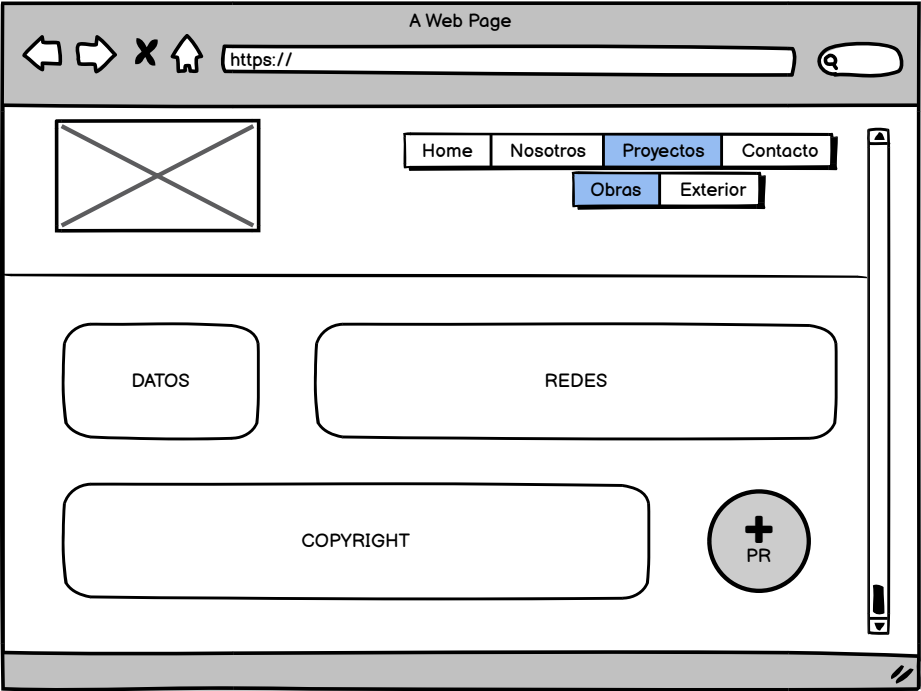 A Web Page
https://
Home Nosotros Proyectos Contacto
Obras Exterior
DATOS REDES
COPYRIGHT
PR